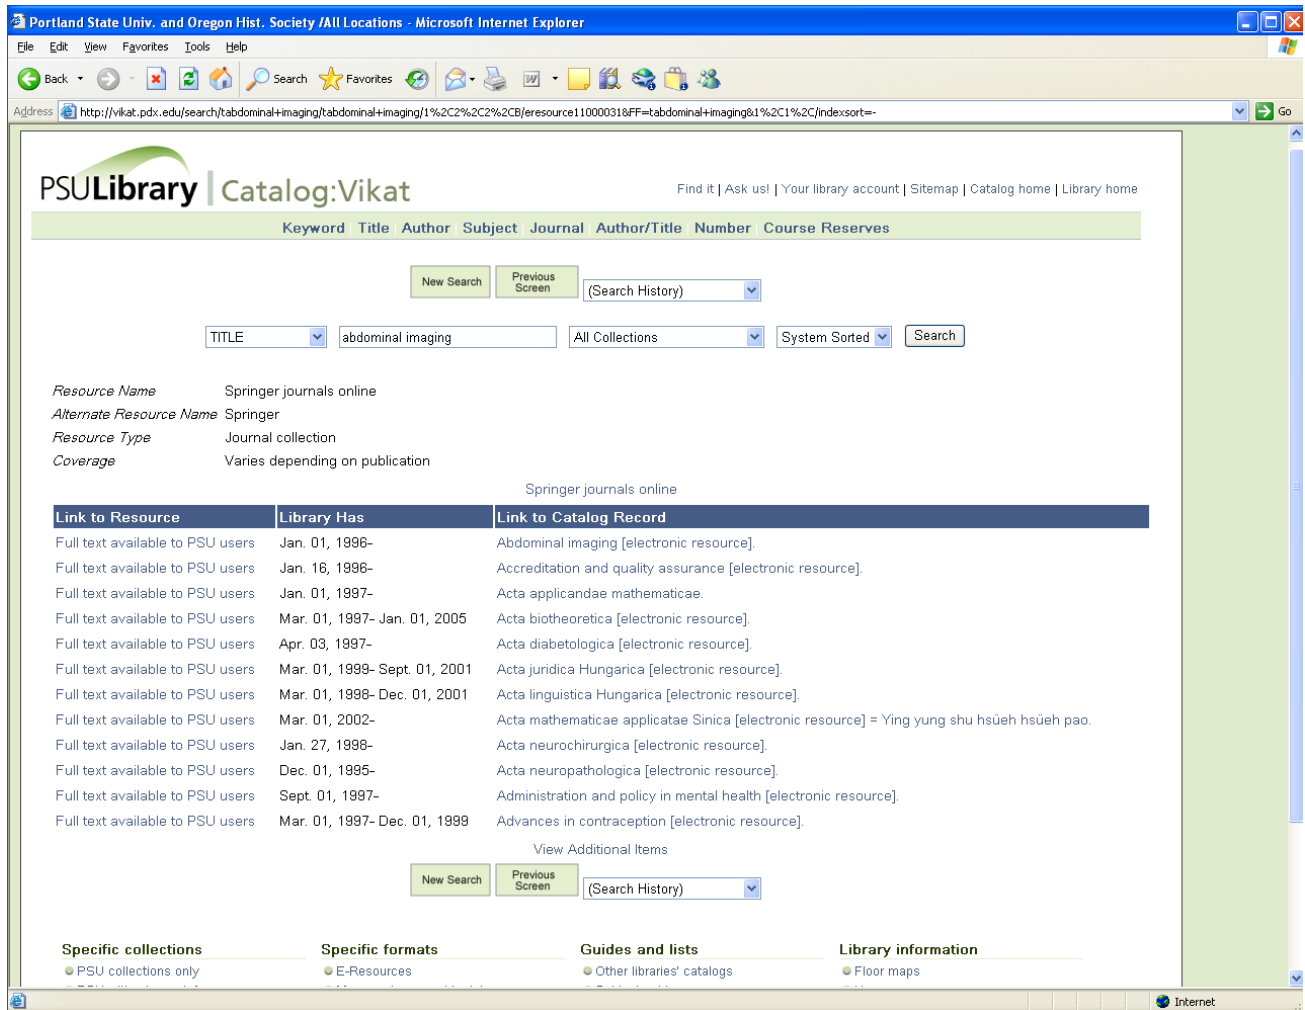 Portland State Univ. and Oregon Hist. Society /All Locations - Microsoft Internet Explorer
File Edit View Favorites Tools Help
Back Search Favorites
Address http://vikat.pdx.edu/search/tabdominal+imaging/tabdominal+imaging/1%2C2%2C2%2CB/eresource11000031&FF=tabdominal+imaging&1%2C1%2C/indexsort=- Go
PSULibrary Catalog:Vikat
Find it | Ask us! | Your library account | Sitemap | Catalog home | Library home
Keyword Title Author Subject Journal Author/Title Number Course Reserves
New Search Previous Screen (Search History)
TITLE abdominal imaging All Collections System Sorted Search
Resource Name Springer journals online
Alternate Resource Name Springer
Resource Type Journal collection
Coverage Varies depending on publication
Springer journals online
Link to Resource Library Has Link to Catalog Record
Full text available to PSU users Jan. 01, 1996- Abdominal imaging [electronic resource].
Full text available to PSU users Jan. 16, 1996- Accreditation and quality assurance [electronic resource].
Full text available to PSU users Jan. 01, 1997- Acta applicandae mathematicae.
Full text available to PSU users Mar. 01, 1997- Jan. 01, 2005 Acta biotheoretica [electronic resource].
Full text available to PSU users Apr. 03, 1997- Acta diabetologica [electronic resource].
Full text available to PSU users Mar. 01, 1999- Sept. 01, 2001 Acta juridica Hungarica [electronic resource].
Full text available to PSU users Mar. 01, 1998- Dec. 01, 2001 Acta linguistica Hungarica [electronic resource].
Full text available to PSU users Mar. 01, 2002- Acta mathematicae applicatae Sinica [electronic resource] = Ying yung shu hsüeh hsüeh pao.
Full text available to PSU users Jan. 27, 1998- Acta neurochirurgica [electronic resource].
Full text available to PSU users Dec. 01, 1995- Acta neuropathologica [electronic resource].
Full text available to PSU users Sept. 01, 1997- Administration and policy in mental health [electronic resource].
Full text available to PSU users Mar. 01, 1997- Dec. 01, 1999 Advances in contraception [electronic resource].
View Additional Items
New Search Previous Screen (Search History)
Specific collections Specific formats Guides and lists Library information
PSU collections only E-Resources Other libraries' catalogs Floor maps
Internet